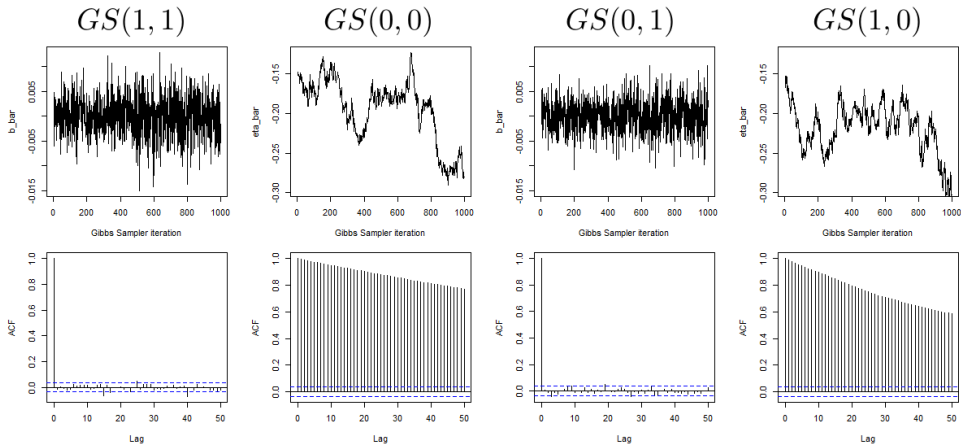 GS(1, 1)
GS(0, 0)
GS(0, 1)
GS(1, 0)
b_bar
0.005
-0.005
-0.015
0 200 400 600 800 1000
Gibbs Sampler iteration
eta_bar
-0.15
-0.20
-0.25
-0.30
0 200 400 600 800 1000
Gibbs Sampler iteration
b_bar
0.005
-0.005
-0.015
0 200 400 600 800 1000
Gibbs Sampler iteration
eta_bar
-0.15
-0.20
-0.25
-0.30
0 200 400 600 800 1000
Gibbs Sampler iteration
ACF
1.0
0.8
0.6
0.4
0.2
0.0
0 10 20 30 40 50
Lag
ACF
1.0
0.8
0.6
0.4
0.2
0.0
0 10 20 30 40 50
Lag
ACF
1.0
0.8
0.6
0.4
0.2
0.0
0 10 20 30 40 50
Lag
ACF
1.0
0.8
0.6
0.4
0.2
0.0
0 10 20 30 40 50
Lag